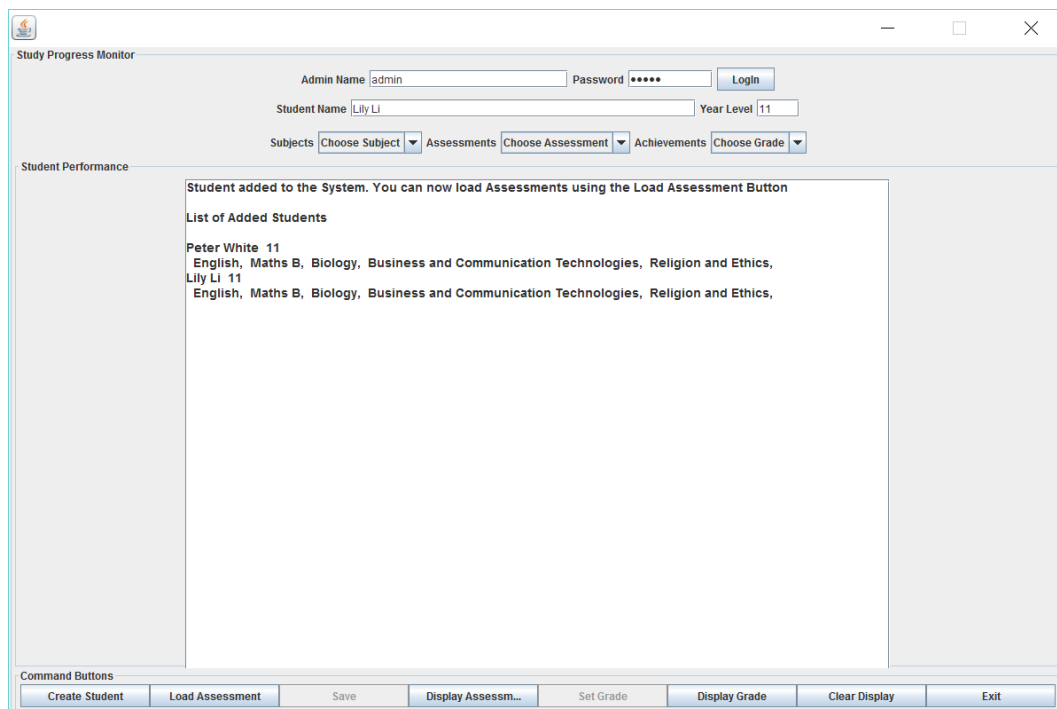 Study Progress Monitor
Admin Name admin Password ●●●●● Login
Student Name Lily Li Year Level 11
Subjects Choose Subject Assessments Choose Assessment Achievements Choose Grade
Student Performance
Student added to the System. You can now load Assessments using the Load Assessment Button
List of Added Students
Peter White 11
English, Maths B, Biology, Business and Communication Technologies, Religion and Ethics,
Lily Li 11
English, Maths B, Biology, Business and Communication Technologies, Religion and Ethics,
Command Buttons
Create Student Load Assessment Save Display Assessm... Set Grade Display Grade Clear Display Exit